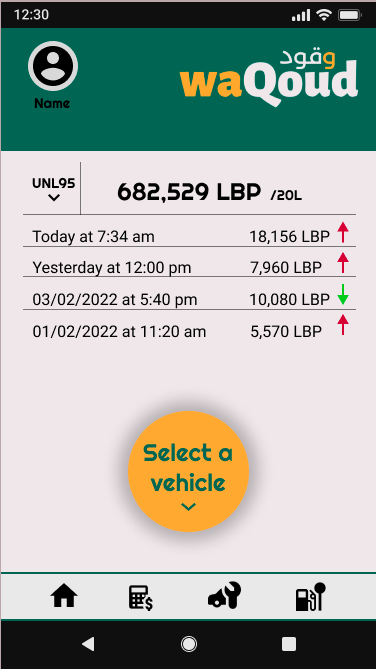 12:30
وقود
waQoud
Name
UNL95
682,529 LBP /20L
Today at 7:34 am 18,156 LBP
Yesterday at 12:00 pm 7,960 LBP
03/02/2022 at 5:40 pm 10,080 LBP
01/02/2022 at 11:20 am 5,570 LBP
Select a
vehicle
$